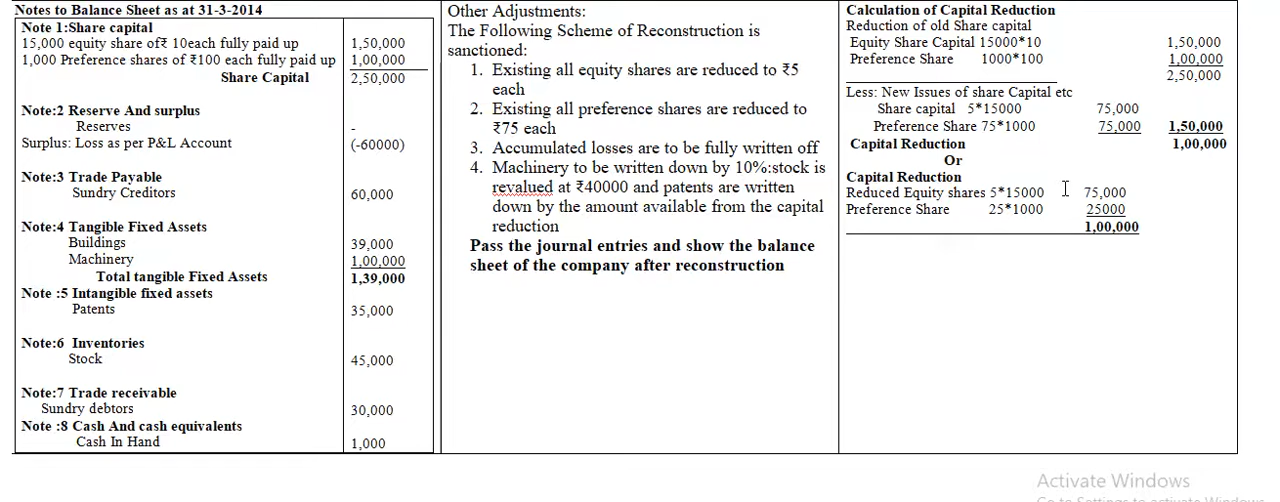 Notes to Balance Sheet as at 31-3-2014
Note 1:Share capital
15,000 equity share of₹ 10each fully paid up 1,50,000
1,000 Preference shares of ₹100 each fully paid up 1,00,000
Share Capital 2,50,000
Note:2 Reserve And surplus
Reserves -
Surplus: Loss as per P&L Account (-60000)
Note:3 Trade Payable
Sundry Creditors 60,000
Note:4 Tangible Fixed Assets
Buildings 39,000
Machinery 1,00,000
Total tangible Fixed Assets 1,39,000
Note :5 Intangible fixed assets
Patents 35,000
Note:6 Inventories
Stock 45,000
Note:7 Trade receivable
Sundry debtors 30,000
Note :8 Cash And cash equivalents
Cash In Hand 1,000
Other Adjustments:
The Following Scheme of Reconstruction is
sanctioned:
1. Existing all equity shares are reduced to ₹5
each
2. Existing all preference shares are reduced to
₹75 each
3. Accumulated losses are to be fully written off
4. Machinery to be written down by 10%:stock is
revalued at ₹40000 and patents are written
down by the amount available from the capital
reduction
Pass the journal entries and show the balance
sheet of the company after reconstruction
Calculation of Capital Reduction
Reduction of old Share capital
Equity Share Capital 15000*10 1,50,000
Preference Share 1000*100 1,00,000
2,50,000
Less: New Issues of share Capital etc
Share capital 5*15000 75,000
Preference Share 75*1000 75,000 1,50,000
Capital Reduction 1,00,000
Or
Capital Reduction
Reduced Equity shares 5*15000 75,000
Preference Share 25*1000 25000
1,00,000
Activate Windows